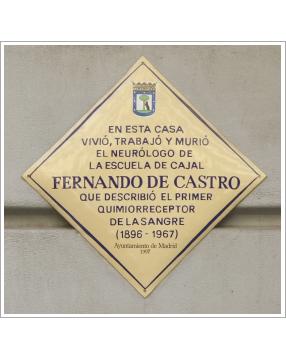 EN ESTA CASA
VIVIÓ, TRABAJÓ Y MURIÓ
EL NEURÓLOGO DE
LA ESCUELA DE CAJAL
FERNANDO DE CASTRO
QUE DESCRIBIÓ EL PRIMER
QUIMIORRECEPTOR
DE LA SANGRE
(1896 - 1967)
Ayuntamiento de Madrid
1997